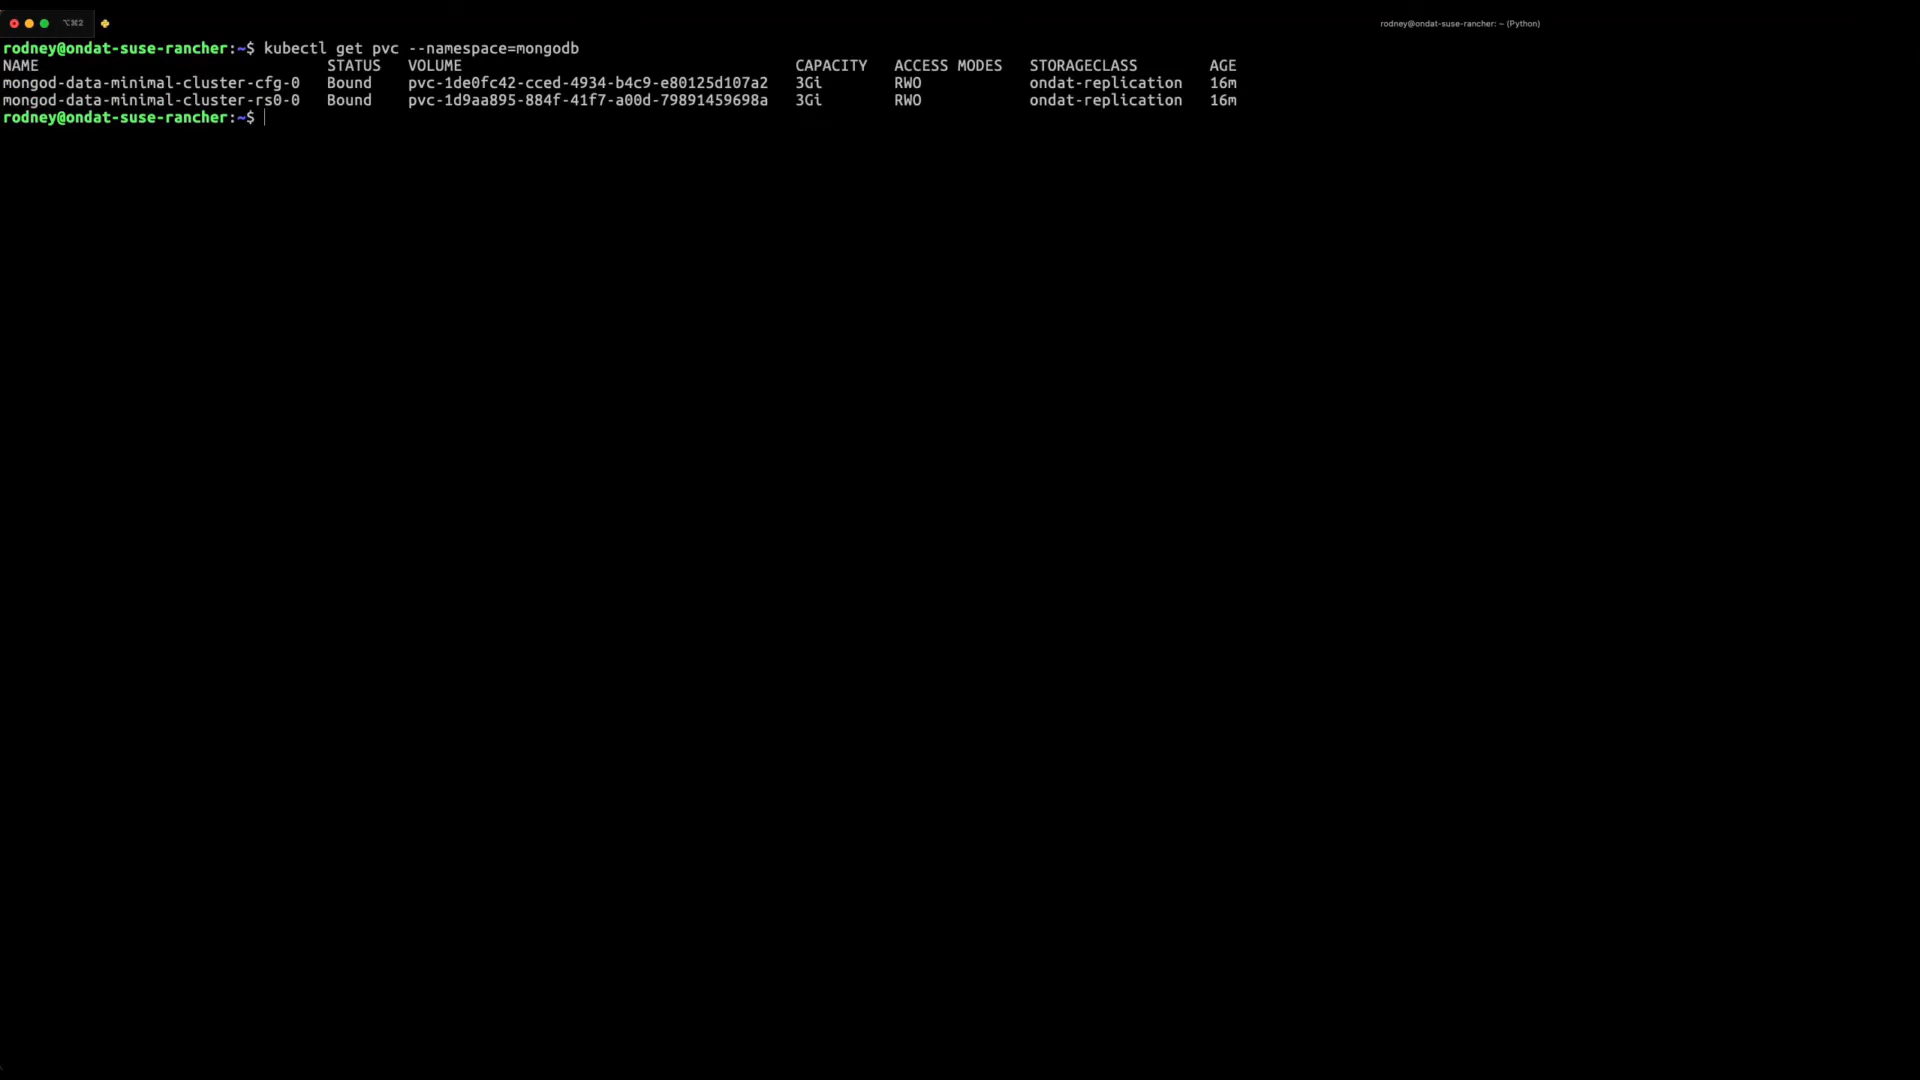 ⌥⌘2
rodney@ondat-suse-rancher: ~ (Python)
rodney@ondat-suse-rancher:~$ kubectl get pvc --namespace=mongodb
NAME STATUS VOLUME CAPACITY ACCESS MODES STORAGECLASS AGE
mongod-data-minimal-cluster-cfg-0 Bound pvc-1de0fc42-cced-4934-b4c9-e80125d107a2 3Gi RWO ondat-replication 16m
mongod-data-minimal-cluster-rs0-0 Bound pvc-1d9aa895-884f-41f7-a00d-79891459698a 3Gi RWO ondat-replication 16m
rodney@ondat-suse-rancher:~$